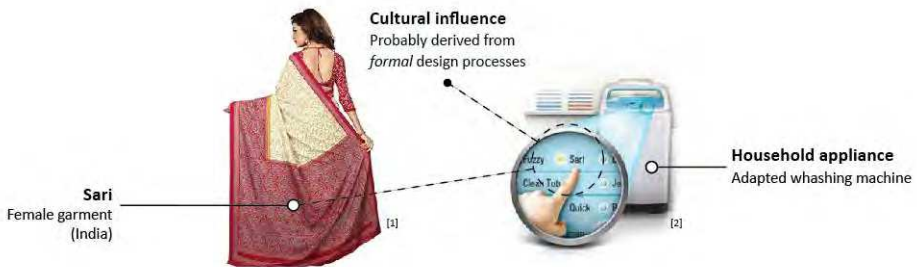 Cultural influence
Probably derived from
formal design processes
Sari
Female garment
(India)
[1]
Fuzzy
Sari
Clean Tub
Quick
[2]
Household appliance
Adapted whashing machine